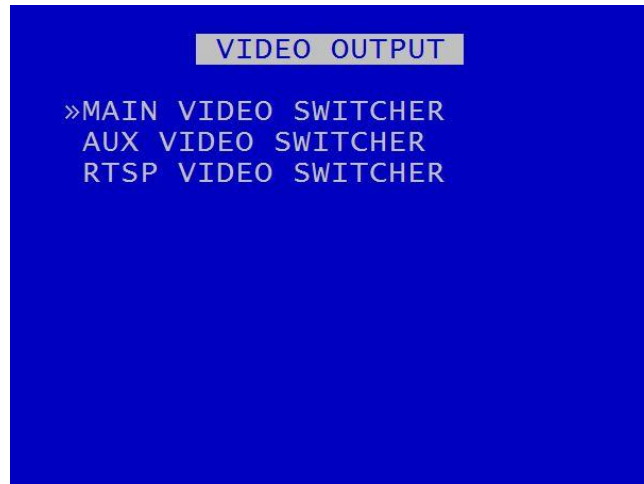 VIDEO OUTPUT
»MAIN VIDEO SWITCHER
AUX VIDEO SWITCHER
RTSP VIDEO SWITCHER